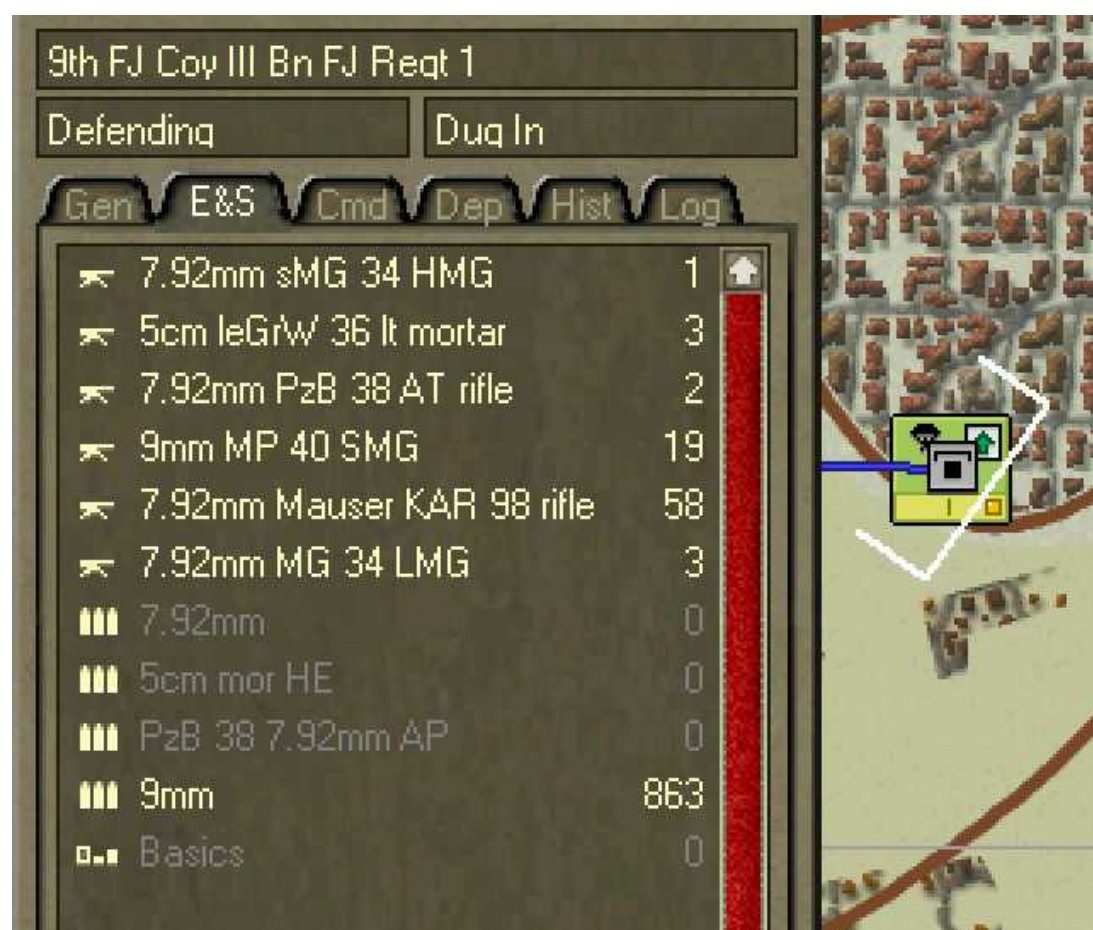 9th FJ Coy III Bn FJ Reqt 1
Defending Dug In
Gen E&S Cmd Dep Hist Log
7.92mm sMG 34 HMG 1
5cm leGrW 36 lt mortar 3
7.92mm PzB 38 AT rifle 2
9mm MP 40 SMG 19
7.92mm Mauser KAR 98 rifle 58
7.92mm MG 34 LMG 3
7.92mm 0
5cm mor HE 0
PzB 38 7.92mm AP 0
9mm 863
Basics 0